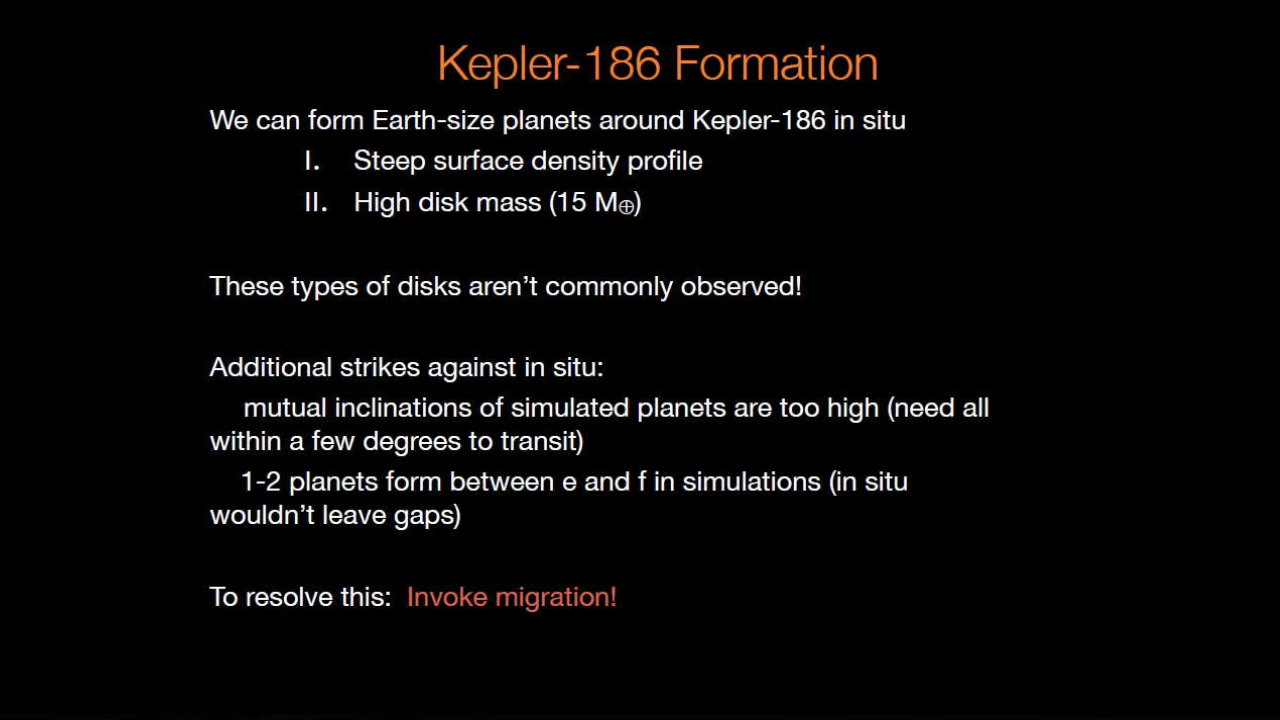 Kepler-186 Formation
We can form Earth-size planets around Kepler-186 in situ
I. Steep surface density profile
II. High disk mass (15 M⊕)
These types of disks aren’t commonly observed!
Additional strikes against in situ:
mutual inclinations of simulated planets are too high (need all
within a few degrees to transit)
1-2 planets form between e and f in simulations (in situ
wouldn’t leave gaps)
To resolve this: Invoke migration!